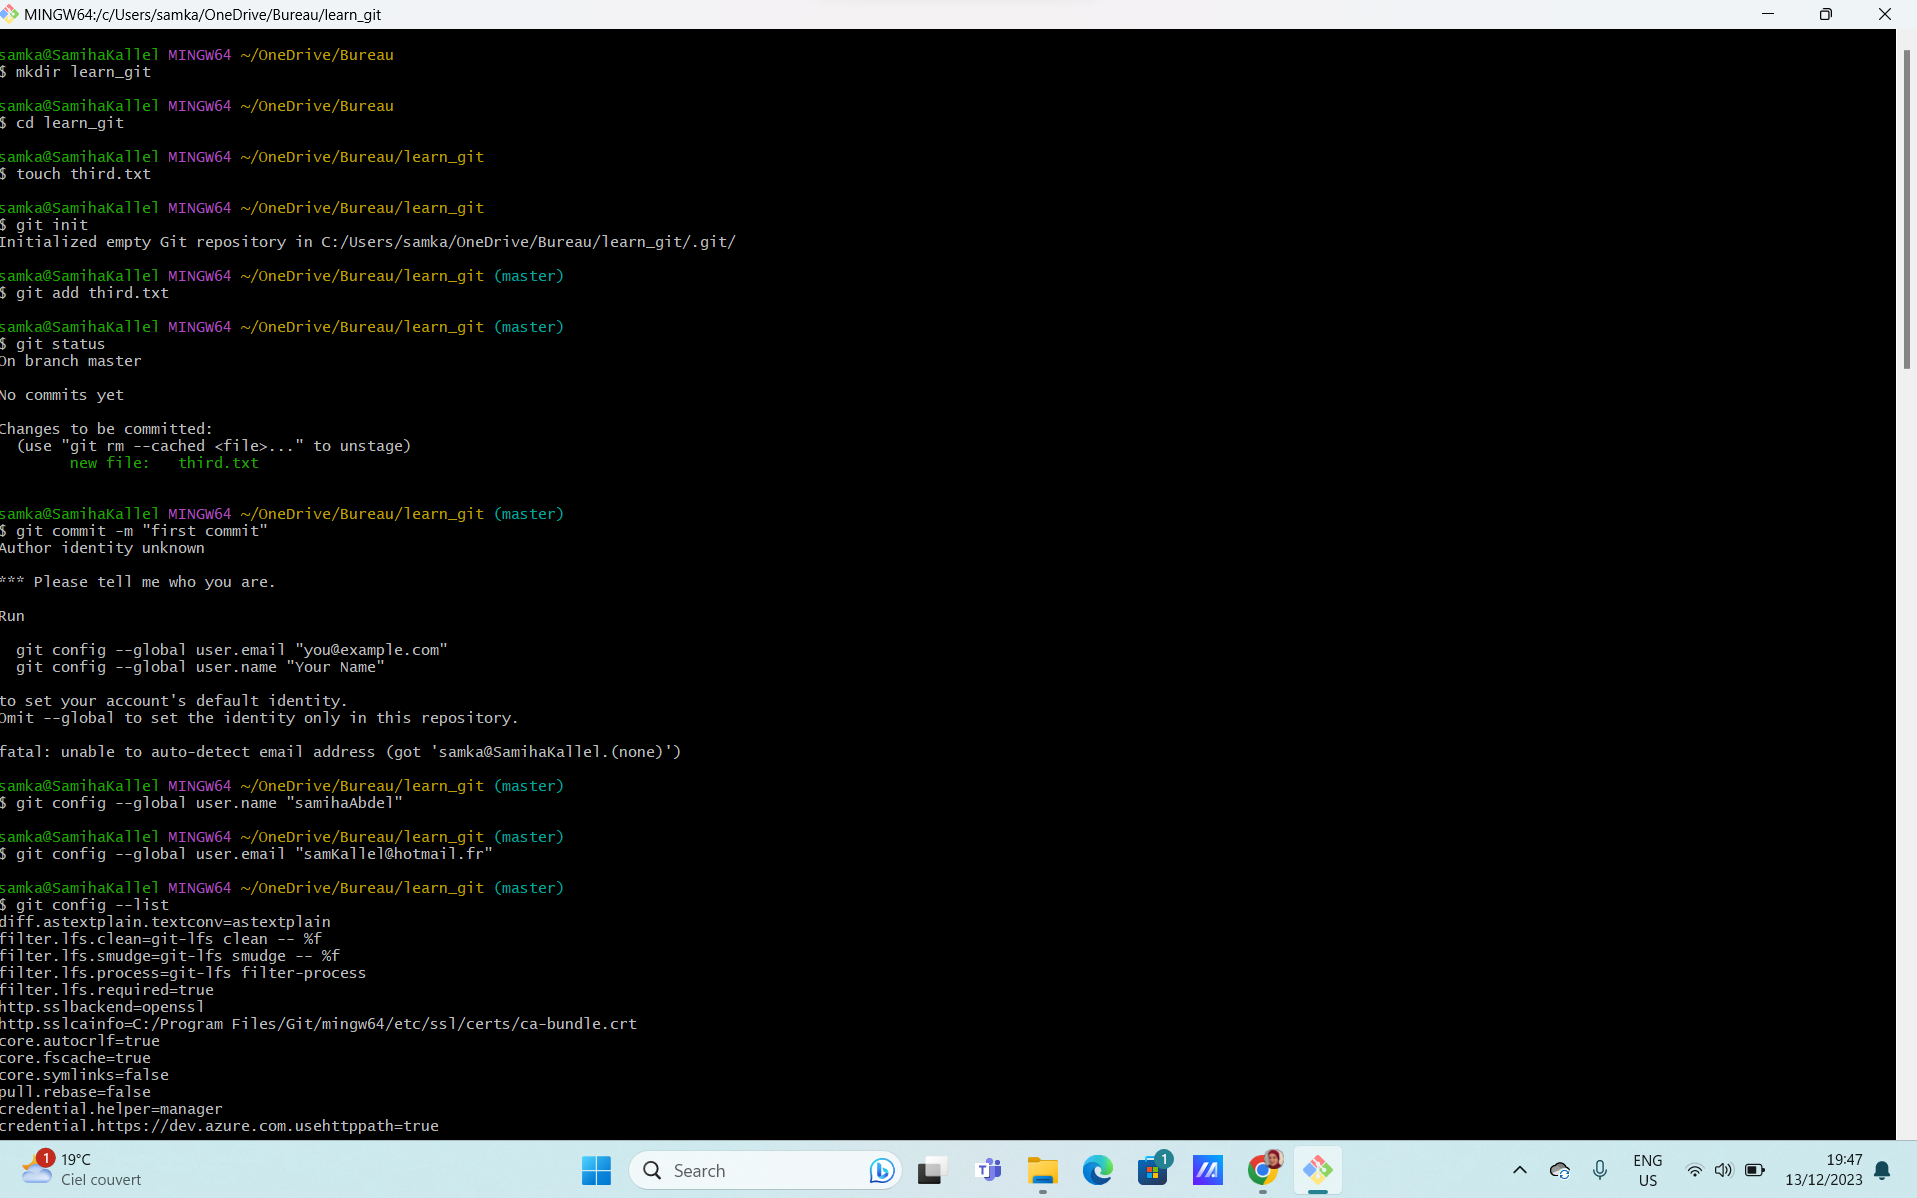 MINGW64:/c/Users/samka/OneDrive/Bureau/learn_git
samka@SamihaKallel MINGW64 ~/OneDrive/Bureau
$ mkdir learn_git
samka@SamihaKallel MINGW64 ~/OneDrive/Bureau
$ cd learn_git
samka@SamihaKallel MINGW64 ~/OneDrive/Bureau/learn_git
$ touch third.txt
samka@SamihaKallel MINGW64 ~/OneDrive/Bureau/learn_git
$ git init
Initialized empty Git repository in C:/Users/samka/OneDrive/Bureau/learn_git/.git/
samka@SamihaKallel MINGW64 ~/OneDrive/Bureau/learn_git (master)
$ git add third.txt
samka@SamihaKallel MINGW64 ~/OneDrive/Bureau/learn_git (master)
$ git status
On branch master
No commits yet
Changes to be committed:
  (use "git rm --cached <file>..." to unstage)
        new file:   third.txt
samka@SamihaKallel MINGW64 ~/OneDrive/Bureau/learn_git (master)
$ git commit -m "first commit"
Author identity unknown
*** Please tell me who you are.
Run
  git config --global user.email "you@example.com"
  git config --global user.name "Your Name"
to set your account's default identity.
Omit --global to set the identity only in this repository.
fatal: unable to auto-detect email address (got 'samka@SamihaKallel.(none)')
samka@SamihaKallel MINGW64 ~/OneDrive/Bureau/learn_git (master)
$ git config --global user.name "samihaAbdel"
samka@SamihaKallel MINGW64 ~/OneDrive/Bureau/learn_git (master)
$ git config --global user.email "samKallel@hotmail.fr"
samka@SamihaKallel MINGW64 ~/OneDrive/Bureau/learn_git (master)
$ git config --list
diff.astextplain.textconv=astextplain
filter.lfs.clean=git-lfs clean -- %f
filter.lfs.smudge=git-lfs smudge -- %f
filter.lfs.process=git-lfs filter-process
filter.lfs.required=true
http.sslbackend=openssl
http.sslcainfo=C:/Program Files/Git/mingw64/etc/ssl/certs/ca-bundle.crt
core.autocrlf=true
core.fscache=true
core.symlinks=false
pull.rebase=false
credential.helper=manager
credential.https://dev.azure.com.usehttppath=true
1
19°C
Ciel couvert
Search
1
ENG
US
19:47
13/12/2023